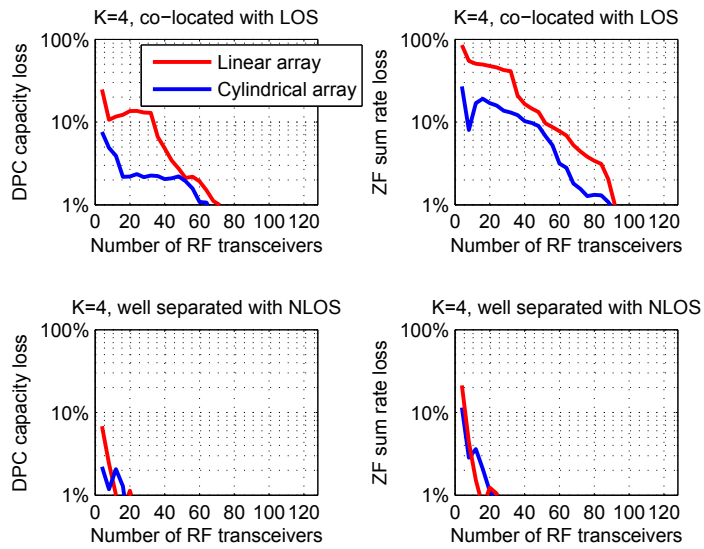 K=4, co−located with LOS
DPC capacity loss
100%
10%
1%
0 20 40 60 80 100 120
Number of RF transceivers
Linear array
Cylindrical array
K=4, co−located with LOS
ZF sum rate loss
100%
10%
1%
0 20 40 60 80 100 120
Number of RF transceivers
K=4, well separated with NLOS
DPC capacity loss
100%
10%
1%
0 20 40 60 80 100 120
Number of RF transceivers
K=4, well separated with NLOS
ZF sum rate loss
100%
10%
1%
0 20 40 60 80 100 120
Number of RF transceivers